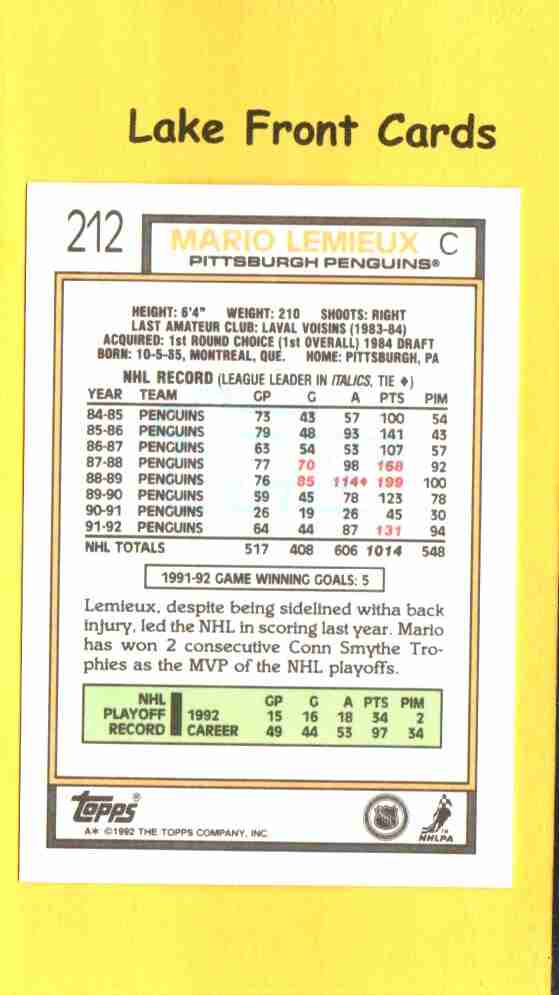 Lake Front Cards
212
MARIO LEMIEUX C
PITTSBURGH PENGUINS®
HEIGHT: 6'4" WEIGHT: 210 SHOOTS: RIGHT
LAST AMATEUR CLUB: LAVAL VOISINS (1983-84)
ACQUIRED: 1st ROUND CHOICE (1st OVERALL) 1984 DRAFT
BORN: 10-5-65, MONTREAL, QUE. HOME: PITTSBURGH, PA
NHL RECORD (LEAGUE LEADER IN ITALICS, TIE ♦)
YEAR TEAM GP G A PTS PIM
84-85 PENGUINS 73 43 57 100 54
85-86 PENGUINS 79 48 93 141 43
86-87 PENGUINS 63 54 53 107 57
87-88 PENGUINS 77 70 98 168 92
88-89 PENGUINS 76 85 114♦ 199 100
89-90 PENGUINS 59 45 78 123 78
90-91 PENGUINS 26 19 26 45 30
91-92 PENGUINS 64 44 87 131 94
NHL TOTALS 517 408 606 1014 548
1991-92 GAME WINNING GOALS: 5
Lemieux, despite being sidelined witha back
injury, led the NHL in scoring last year. Mario
has won 2 consecutive Conn Smythe Tro-
phies as the MVP of the NHL playoffs.
NHL GP G A PTS PIM
PLAYOFF 1992 15 16 18 34 2
RECORD CAREER 49 44 53 97 34
topps®
A* ©1992 THE TOPPS COMPANY, INC.
NHL
TM
NHLPA